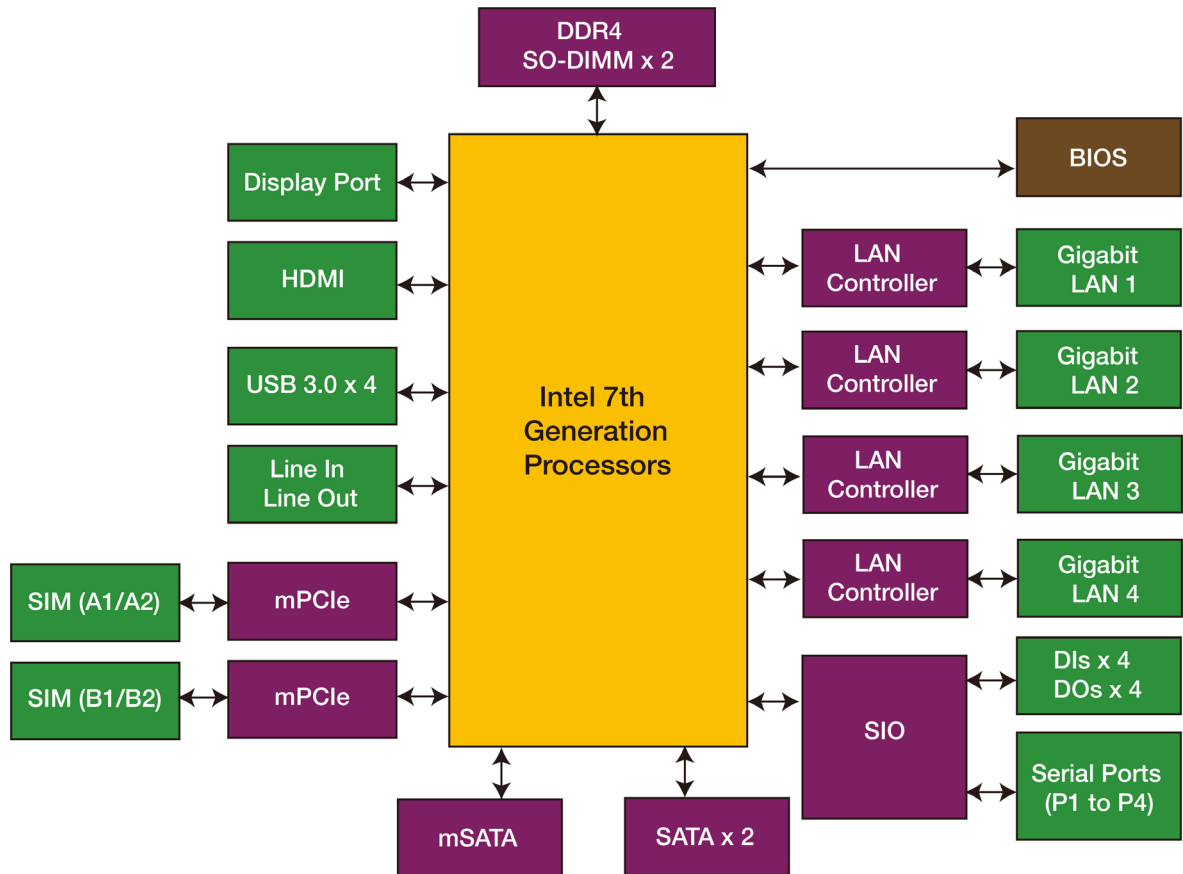 DDR4
SO-DIMM x 2
BIOS
Display Port
HDMI
USB 3.0 x 4
Line In
Line Out
SIM (A1/A2)
mPCIe
SIM (B1/B2)
mPCIe
Intel 7th
Generation
Processors
LAN
Controller
Gigabit
LAN 1
LAN
Controller
Gigabit
LAN 2
LAN
Controller
Gigabit
LAN 3
LAN
Controller
Gigabit
LAN 4
SIO
DIs x 4
DOs x 4
Serial Ports
(P1 to P4)
mSATA
SATA x 2